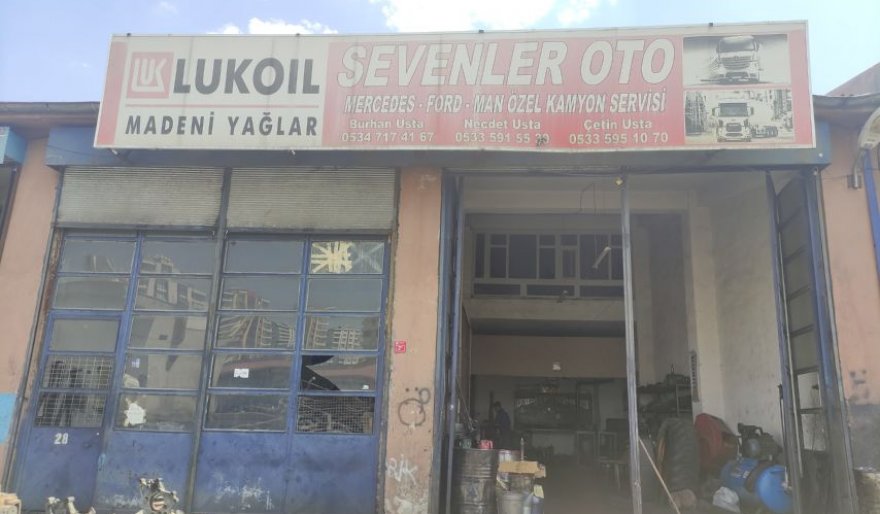 LUK LUKOIL
MADENİ YAĞLAR
SEVENLER OTO
MERCEDES - FORD - MAN ÖZEL KAMYON SERVİSİ
Burhan Usta Necdet Usta Çetin Usta
0534 717 41 67 0533 591 55 39 0533 595 10 70
28